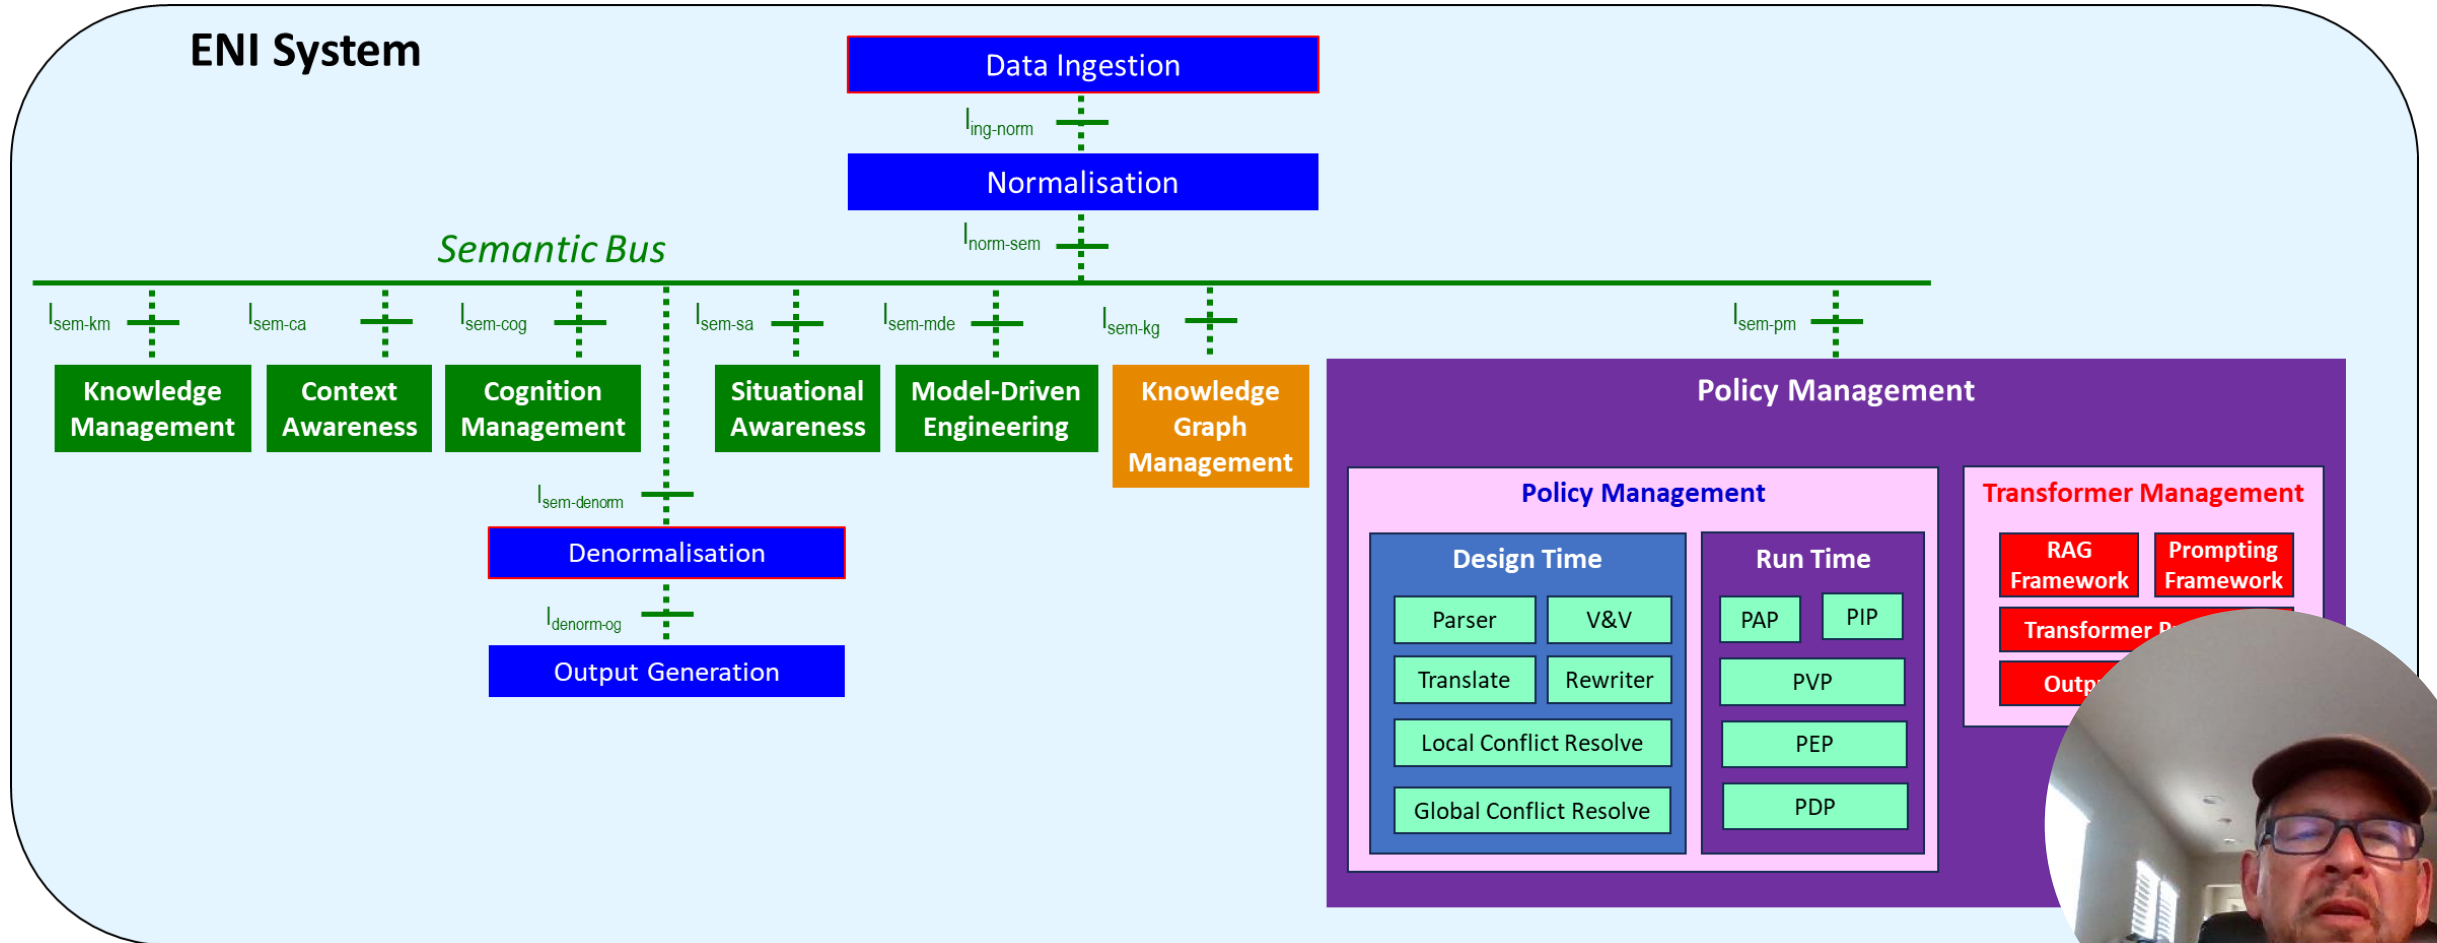 ENI System
Data Ingestion
Iing-norm
Normalisation
Inorm-sem
Semantic Bus
Isem-km
Isem-ca
Isem-cog
Isem-sa
Isem-mde
Isem-kg
Isem-pm
Knowledge
Management
Context
Awareness
Cognition
Management
Situational
Awareness
Model-Driven
Engineering
Knowledge
Graph
Management
Isem-denorm
Denormalisation
Idenorm-og
Output Generation
Policy Management
Policy Management
Design Time
Parser
V&V
Translate
Rewriter
Local Conflict Resolve
Global Conflict Resolve
Run Time
PAP
PIP
PVP
PEP
PDP
Transformer Management
RAG
Framework
Prompting
Framework
Transformer